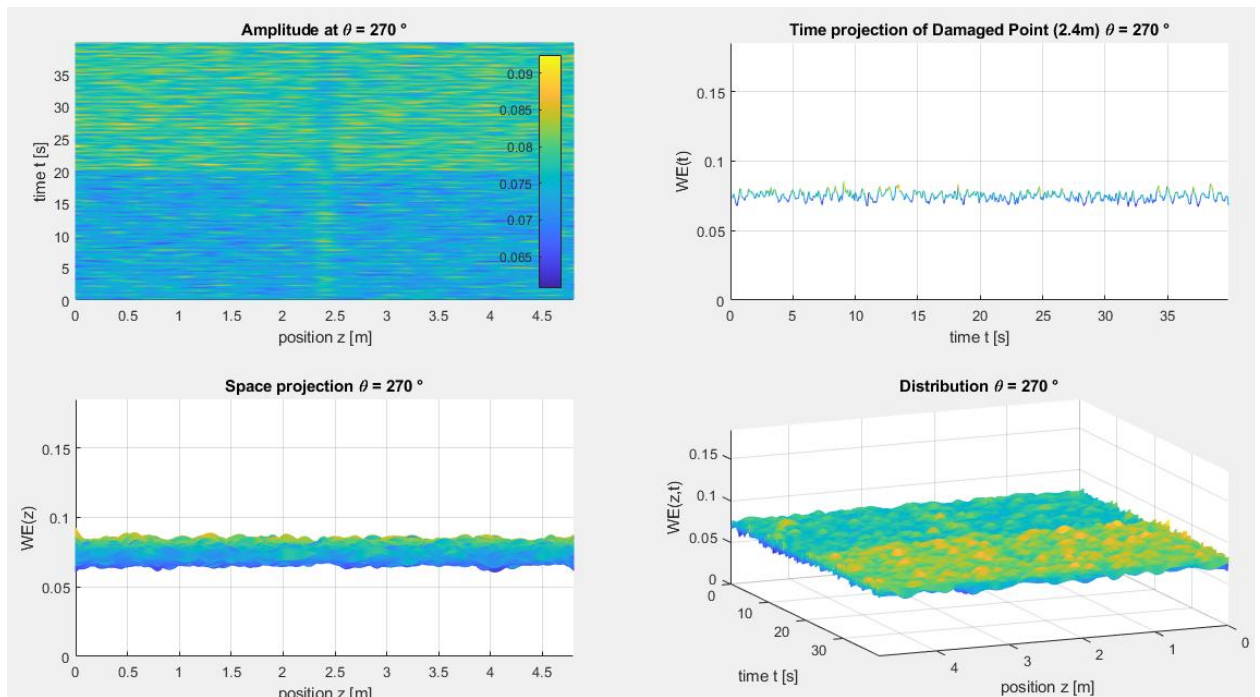 Amplitude at θ = 270 °
35
30
25
20
15
10
5
0
time t [s]
0.09
0.085
0.08
0.075
0.07
0.065
0 0.5 1 1.5 2 2.5 3 3.5 4 4.5
position z [m]
Time projection of Damaged Point (2.4m) θ = 270 °
0.15
0.1
0.05
0
WE(t)
0 5 10 15 20 25 30 35
time t [s]
Space projection θ = 270 °
0.15
0.1
0.05
0
WE(z)
0 0.5 1 1.5 2 2.5 3 3.5 4 4.5
position z [m]
Distribution θ = 270 °
0.15
0.1
0.05
0
WE(z,t)
0
10
20
30
time t [s]
4 3 2 1 0
position z [m]